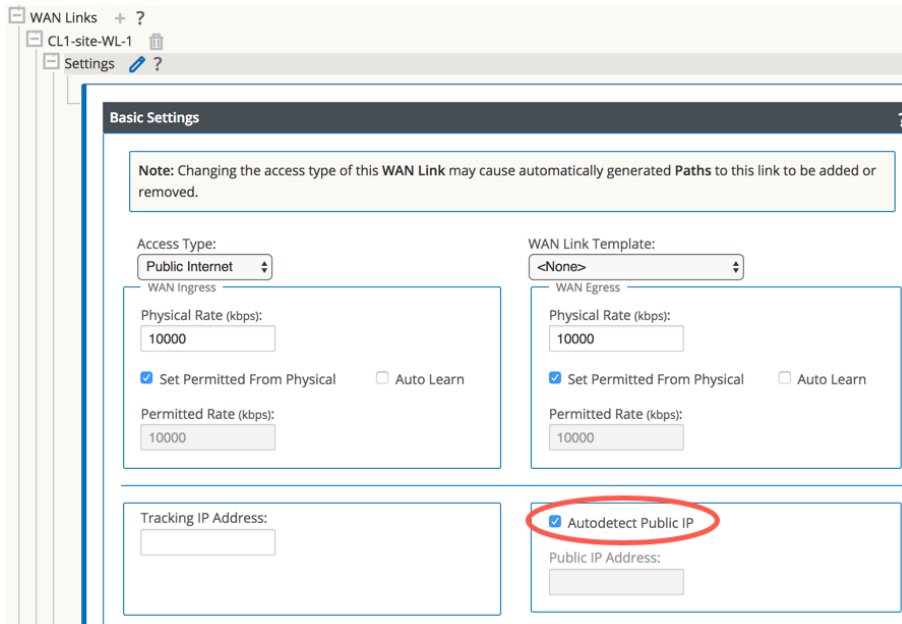 WAN Links + ?
CL1-site-WL-1
Settings ?
Basic Settings ?
Note: Changing the access type of this WAN Link may cause automatically generated Paths to this link to be added or
removed.
Access Type:
Public Internet
WAN Link Template:
<None>
WAN Ingress
Physical Rate (kbps):
10000
Set Permitted From Physical
Auto Learn
Permitted Rate (kbps):
10000
WAN Egress
Physical Rate (kbps):
10000
Set Permitted From Physical
Auto Learn
Permitted Rate (kbps):
10000
Tracking IP Address:
Autodetect Public IP
Public IP Address: